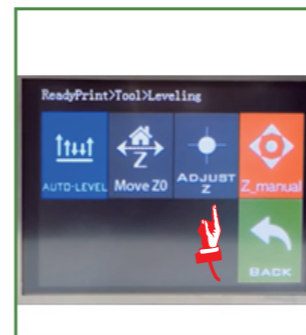 ReadyPrint>Tool>Leveling
AUTO-LEVEL
Move Z0
ADJUST
Z
Z_manual
BACK